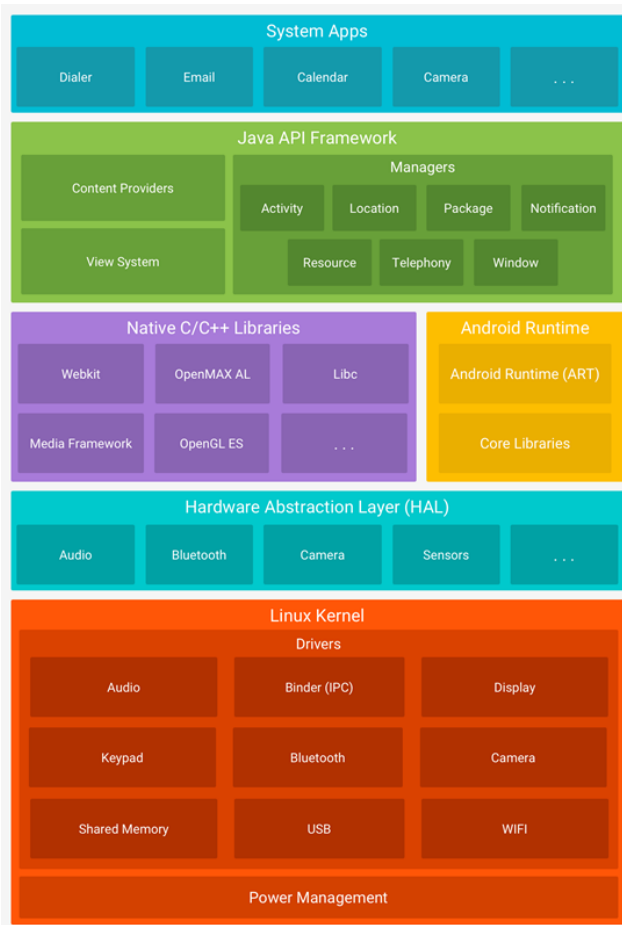 System Apps
Dialer
Email
Calendar
Camera
. . .
Java API Framework
Content Providers
View System
Managers
Activity
Location
Package
Notification
Resource
Telephony
Window
Native C/C++ Libraries
Webkit
OpenMAX AL
Libc
Media Framework
OpenGL ES
. . .
Android Runtime
Android Runtime (ART)
Core Libraries
Hardware Abstraction Layer (HAL)
Audio
Bluetooth
Camera
Sensors
. . .
Linux Kernel
Drivers
Audio
Binder (IPC)
Display
Keypad
Bluetooth
Camera
Shared Memory
USB
WIFI
Power Management